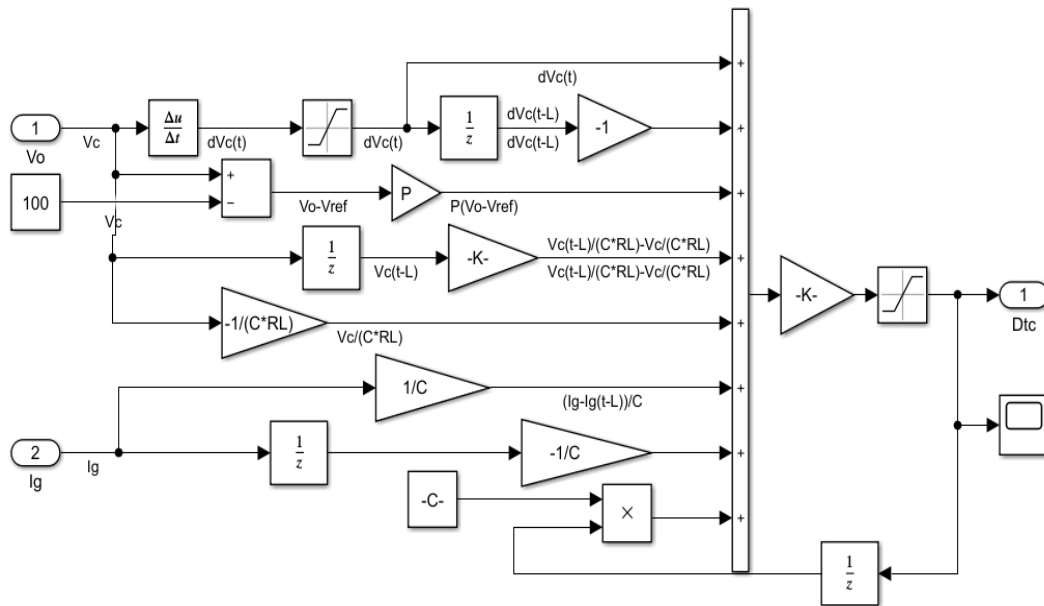 dVc(t)
+
1
Vo
Vc
Δu
Δt
dVc(t)
dVc(t)
1
z
dVc(t-L)
dVc(t-L)
-1
+
100
Vc
+
−
Vo-Vref
P
P(Vo-Vref)
+
1
z
Vc(t-L)
-K-
Vc(t-L)/(C*RL)-Vc/(C*RL)
Vc(t-L)/(C*RL)-Vc/(C*RL)
+
-K-
1
Dtc
-1/(C*RL)
Vc/(C*RL)
+
1/C
(Ig-Ig(t-L))/C
+
2
Ig
Ig
1
z
-1/C
+
-C-
×
+
1
z